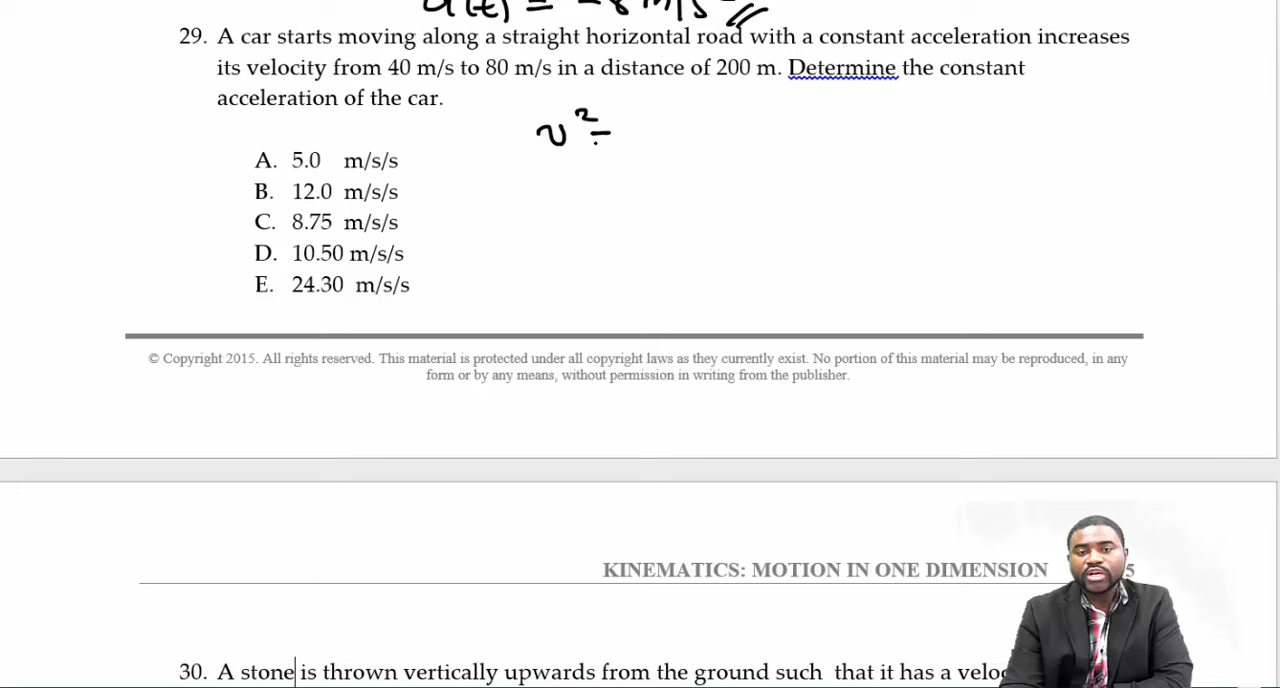 a(t) = -8 m/s
29. A car starts moving along a straight horizontal road with a constant acceleration increases
its velocity from 40 m/s to 80 m/s in a distance of 200 m. Determine the constant
acceleration of the car.
v² =
A. 5.0 m/s/s
B. 12.0 m/s/s
C. 8.75 m/s/s
D. 10.50 m/s/s
E. 24.30 m/s/s
© Copyright 2015. All rights reserved. This material is protected under all copyright laws as they currently exist. No portion of this material may be reproduced, in any
form or by any means, without permission in writing from the publisher.
KINEMATICS: MOTION IN ONE DIMENSION 5
30. A stone is thrown vertically upwards from the ground such that it has a veloc